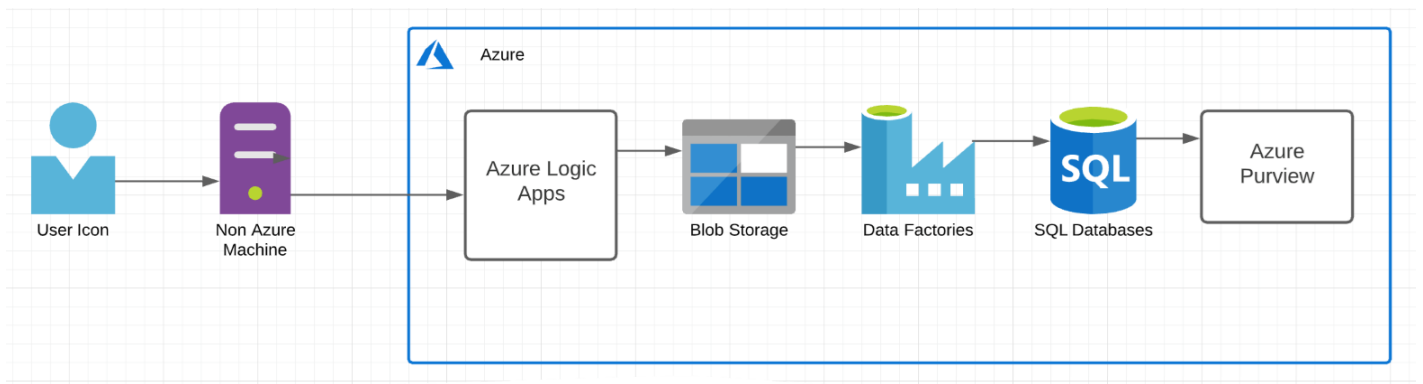 Azure
Azure Logic
Apps
Azure
Purview
SQL
User Icon
Non Azure
Machine
Blob Storage
Data Factories
SQL Databases